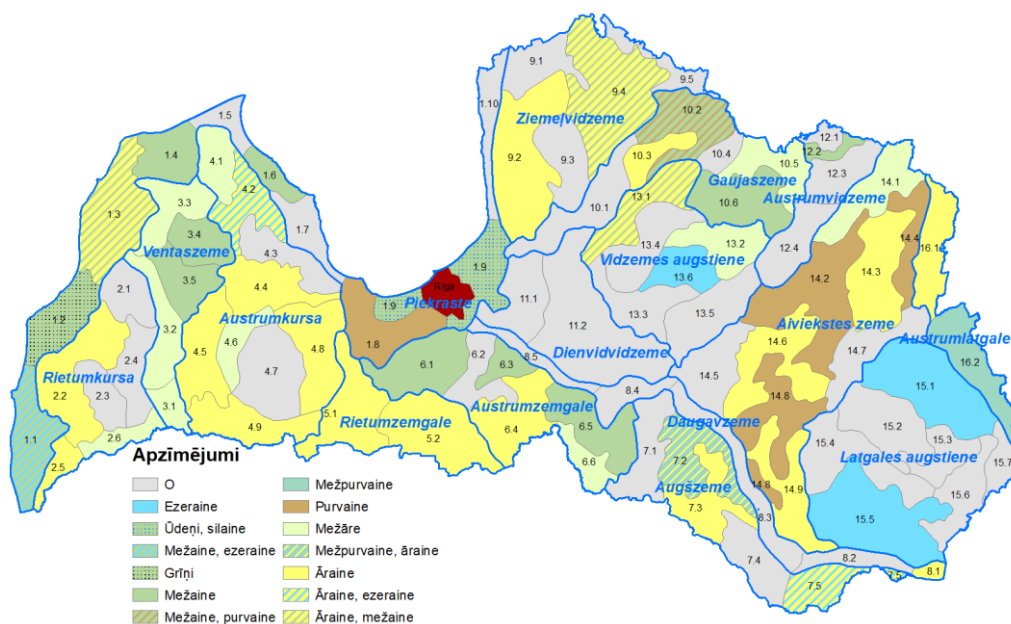 9.1
9.5
9.4
1.10
10.2
1.5
Ziemeļvidzeme
12.1
4.1
1.4
9.2
9.3
10.3
10.4
10.5
12.2
12.3
1.6
4.2
Gaujaszeme
14.1
1.3
3.3
10.1
13.1
10.6
Austrumvidzeme
1.7
3.4
Ventaszeme
4.3
13.4
13.2
12.4
14.4
16.1
Vidzemes augstiene
1.9
3.5
2.1
4.4
Rīga
13.6
14.2
14.3
1.9
Piekraste
11.1
1.2
Austrumkursa
13.3
13.5
Aiviekstes zeme
3.2
11.2
4.5
4.6
4.8
1.8
14.6
Austrumlatgale
2.4
6.2
8.5
Dienvidvidzeme
14.7
16.2
6.1
6.3
4.7
14.5
Rietumkursa
15.1
2.2
2.3
8.4
14.8
3.1
5.1
Austrumzemgale
15.2
1.1
Rietumzemgale
6.5
Daugavzeme
15.4
15.3
2.6
4.9
5.2
6.4
7.1
7.2
Latgales augstiene
15.7
2.5
6.6
Augšzeme
14.8
14.9
15.6
7.3
8.3
15.5
7.4
8.2
7.5
7.5
8.1
Apzīmējumi
O
Ezeraine
Ūdeņi, silaine
Mežaine, ezeraine
Grīņi
Mežaine
Mežaine, purvaine
Mežpurvaine
Purvaine
Mežāre
Mežpurvaine, āraine
Āraine
Āraine, ezeraine
Āraine, mežaine